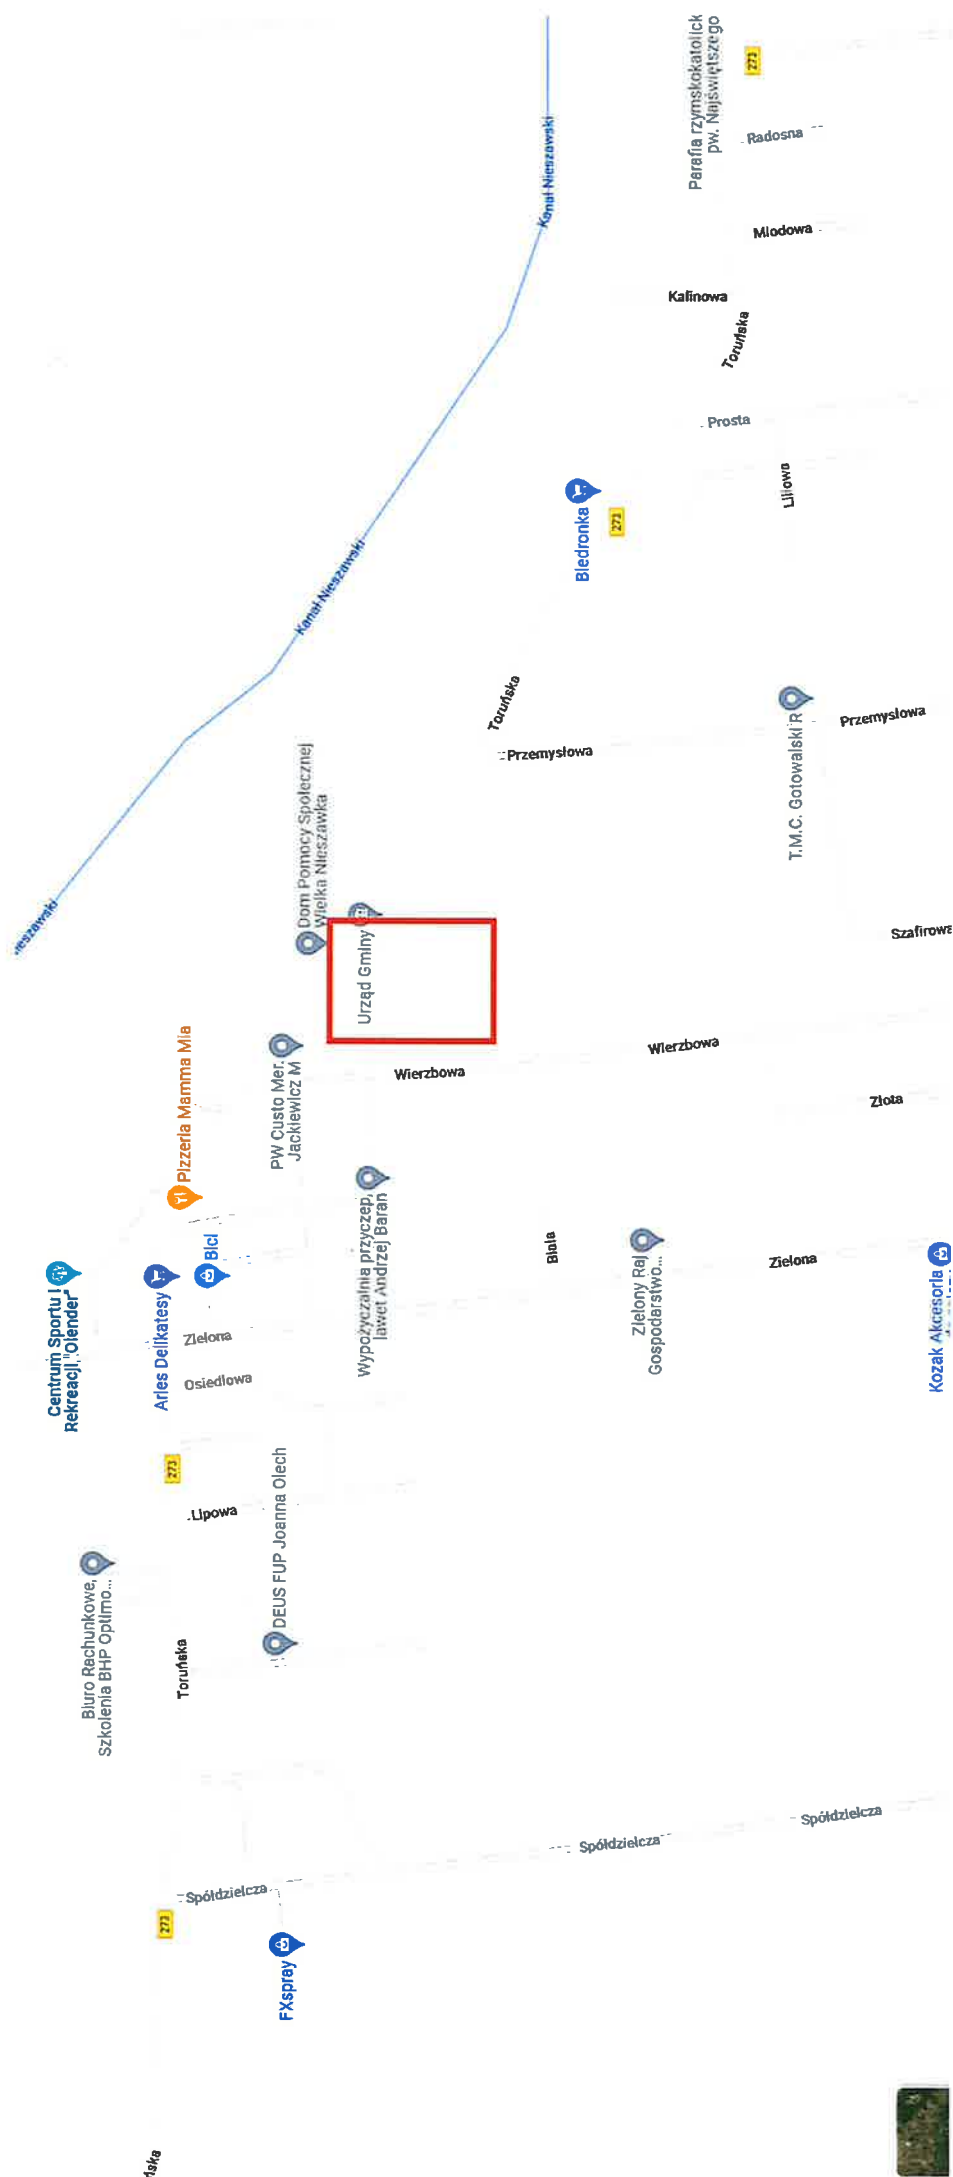 Kanał Nieszawski
Kanał Nieszawski
Parafia rzymskokatolick
pw. Najświętszego
273
Radosna
Miodowa
Kalinowa
Toruńska
Prosta
Liliowa
Biedronka
273
Toruńska
Przemysłowa
Przemysłowa
T.M.C. Gotowalski R
Dom Pomocy Społecznej
Wielka Nieszawka
Urząd Gminy
Szafirowa
Wierzbowa
Wierzbowa
Złota
PW Custo Mer.
Jackiewicz M
Pizzeria Mamma Mia
Wypożyczalnia przyczep,
lawet Andrzej Baran
Biała
Zielony Raj
Gospodarstwo...
Zielona
Kozak Akcesoria
Bici
Arles Delikatesy
Centrum Sportu i
Rekreacji "Olender"
Zielona
Osiedlowa
273
Lipowa
DEUS FUP Joanna Olech
Biuro Rachunkowe,
Szkolenia BHP Optimo...
Toruńska
Spółdzielcza
Spółdzielcza
Spółdzielcza
273
FXspray